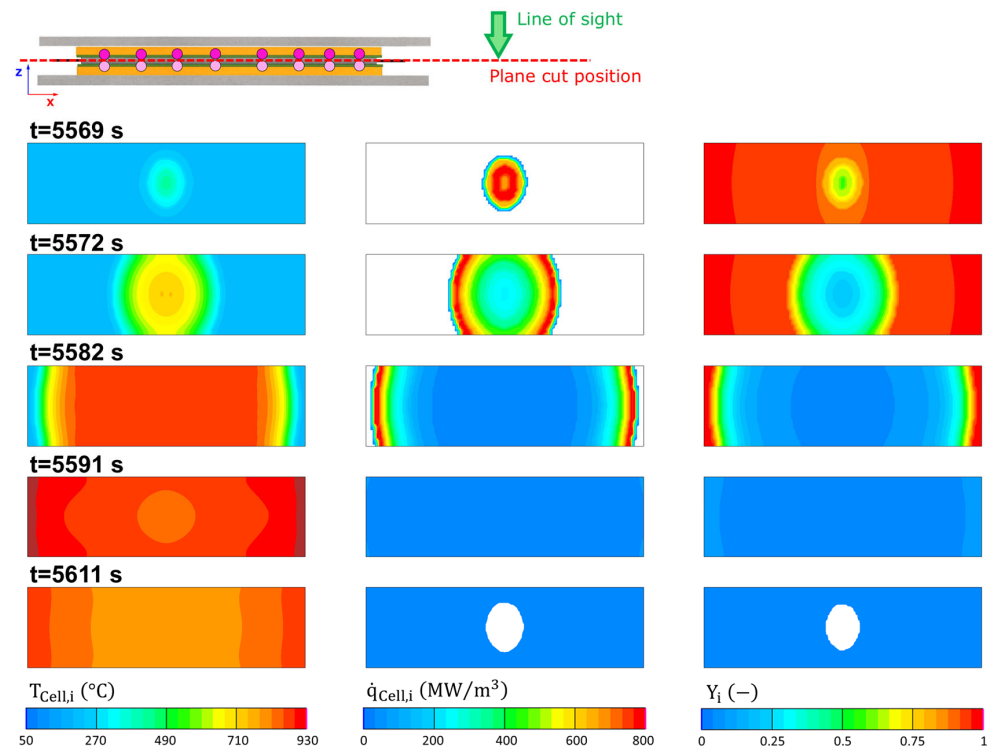 Line of sight
Plane cut position
z
x
t=5569 s
t=5572 s
t=5582 s
t=5591 s
t=5611 s
T_Cell,i (°C)
50 270 490 710 930
q̇_Cell,i (MW/m³)
0 200 400 600 800
Y_i (−)
0 0.25 0.5 0.75 1